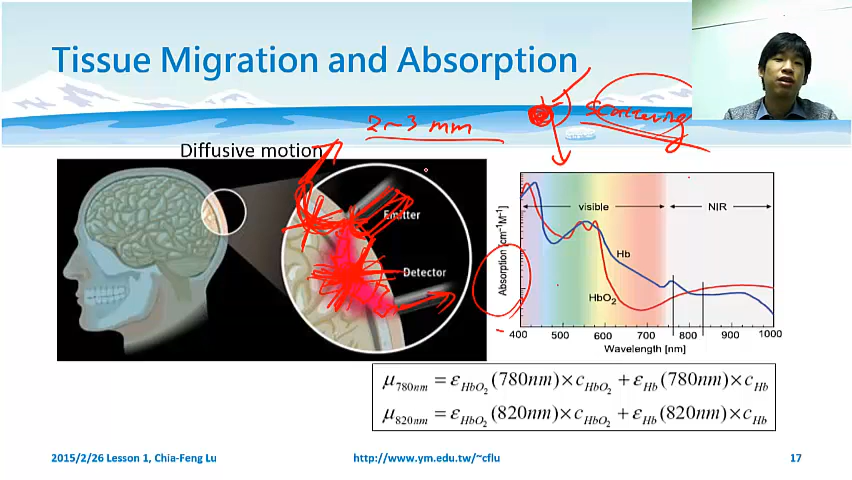 Tissue Migration and Absorption
2~3 mm
Scattering
Diffusive motion
Emitter
Detector
visible
NIR
Hb
HbO₂
Absorption [cm⁻¹M⁻¹]
400 500 600 700 800 900 1000
Wavelength [nm]
μ780nm = εHbO₂(780nm)×cHbO₂ + εHb(780nm)×cHb
μ820nm = εHbO₂(820nm)×cHbO₂ + εHb(820nm)×cHb
2015/2/26 Lesson 1, Chia-Feng Lu
http://www.ym.edu.tw/~cflu
17